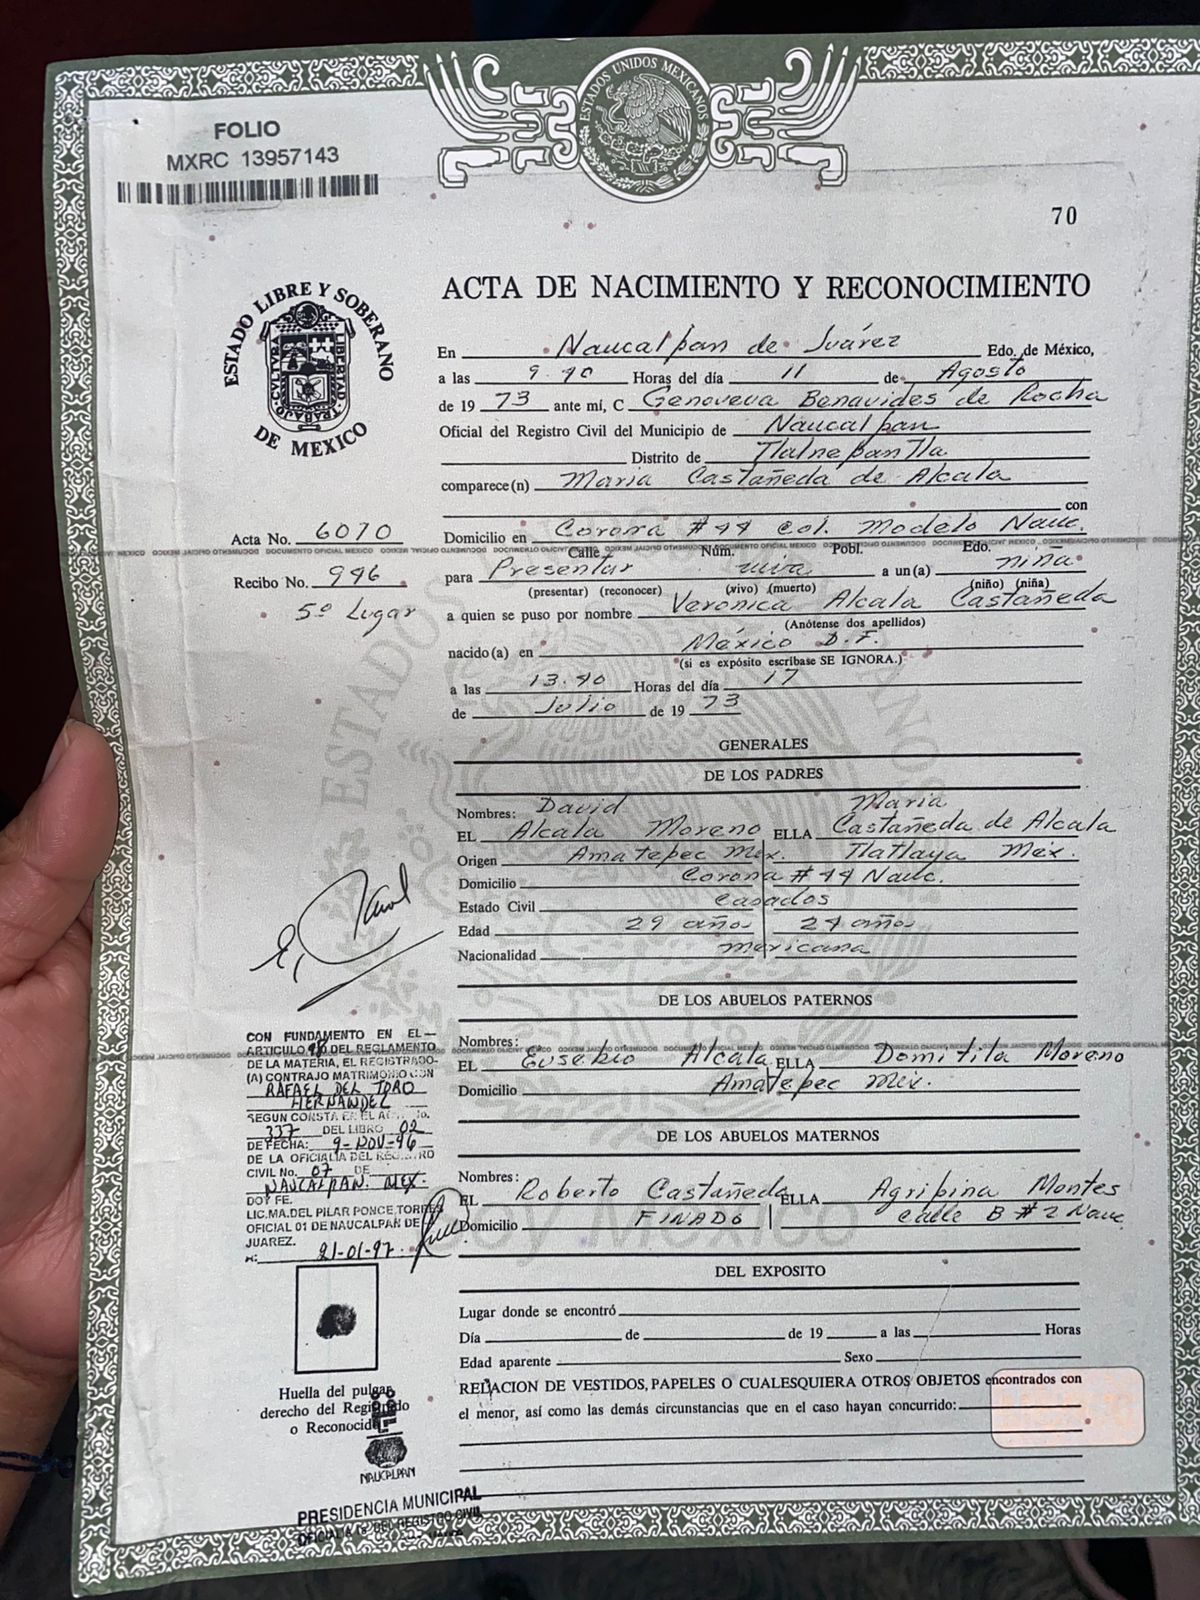 ESTADOS UNIDOS MEXICANOS
FOLIO
MXRC 13957143
70
ESTADO LIBRE Y SOBERANO
DE MEXICO
CVLTVRA
TRABAJO
LIBERTAD
ACTA DE NACIMIENTO Y RECONOCIMIENTO
En Naucalpan de Juárez Edo. de México,
a las 9.40 Horas del día 11 de Agosto
de 19 73 ante mí, C Genoveva Benavides de Rocha
Oficial del Registro Civil del Municipio de Naucalpan
Distrito de Tlalnepantla
comparece(n) Maria Castañeda de Alcala
con
Acta No. 6070 Domicilio en Corona #44 Col. Modelo Nauc.
Calle Núm. Pobl. Edo.
Recibo No. 946 para Presentar viva a un(a) niña
(presentar) (reconocer) (vivo) (muerto) (niño) (niña)
5º Lugar a quien se puso por nombre Veronica Alcala Castañeda
(Anótense dos apellidos)
nacido(a) en México D.F.
(si es expósito escríbase SE IGNORA.)
a las 13.40 Horas del día 17
de Julio de 19 73
GENERALES
DE LOS PADRES
Nombres: David Maria
EL Alcala Moreno ELLA Castañeda de Alcala
Origen Amatepec Mex. Tlatlaya Mex.
Domicilio Corona #44 Nauc.
Estado Civil Casados
Edad 29 años 24 años
Nacionalidad mexicana
DE LOS ABUELOS PATERNOS
Nombres:
EL Eusebio Alcala ELLA Domitila Moreno
Domicilio Amatepec Mex.
DE LOS ABUELOS MATERNOS
Nombres:
EL Roberto Castañeda ELLA Agripina Montes
Domicilio FINADO Calle B #2 Nauc.
DEL EXPOSITO
Lugar donde se encontró
Día de de 19 a las Horas
Edad aparente Sexo
RELACION DE VESTIDOS, PAPELES O CUALESQUIERA OTROS OBJETOS encontrados con
el menor, así como las demás circunstancias que en el caso hayan concurrido:
CON FUNDAMENTO EN EL
ARTICULO 48 DEL REGLAMENTO
DE LA MATERIA, EL REGISTRADO
(A) CONTRAJO MATRIMONIO CON
RAFAEL DEL TORO
HERNANDEZ
SEGUN CONSTA EN EL No.
337 DEL LIBRO 02
DE FECHA: 9-NOV-96
DE LA OFICIALIA DEL REGISTRO
CIVIL No. 07 DE
NAUCALPAN. MEX.
DOY FE.
LIC.MA.DEL PILAR PONCE TORRES
OFICIAL 01 DE NAUCALPAN DE
JUAREZ.
21-01-97.
Huella del pulgar
derecho del Registrado
o Reconocido
NAUCALPAN
PRESIDENCIA MUNICIPAL
DEL REGISTRO CIVIL